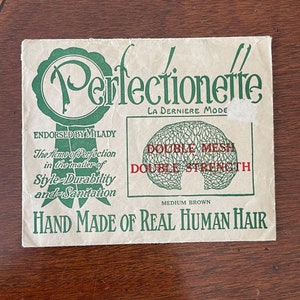 Perfectionette
LA DERNIERE MODE
ENDORSED BY MILADY
The Acme of Perfection
in the matter of
Style-Durability
and-Sanitation
DOUBLE MESH
DOUBLE STRENGTH
MEDIUM BROWN
HAND MADE OF REAL HUMAN HAIR